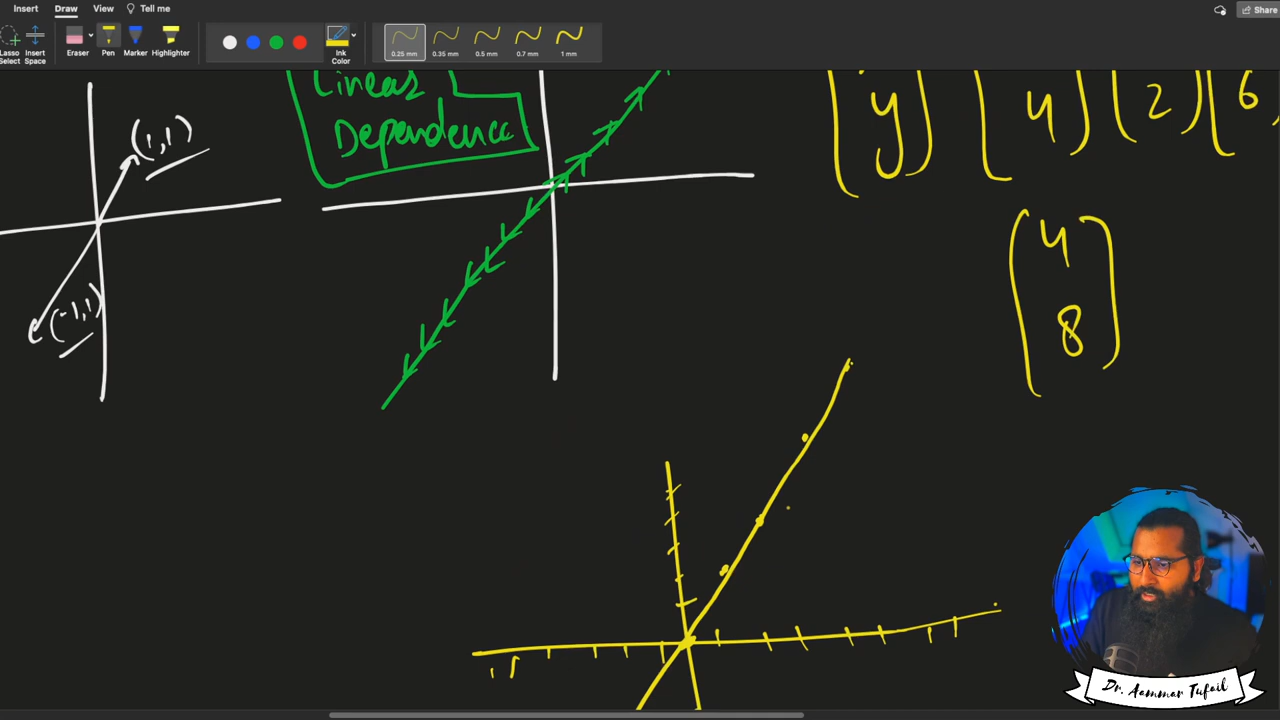 Insert Draw View Tell me
Share
Lasso Select
Insert Space
Eraser
Pen
Marker
Highlighter
Ink Color
0.25 mm
0.35 mm
0.5 mm
0.7 mm
1 mm
(1,1)
(-1,1)
Linear
Dependence
y 4 2 6,
4
8
Dr. Aammar Tufail